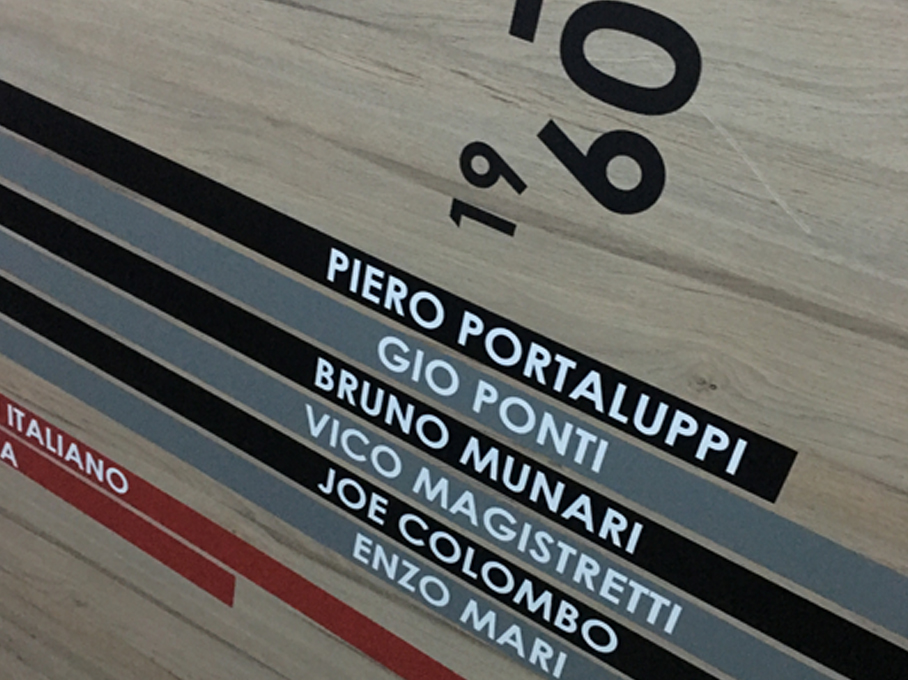 1960
PIERO PORTALUPPI
GIO PONTI
BRUNO MUNARI
VICO MAGISTRETTI
JOE COLOMBO
ENZO MARI
ITALIANO
A